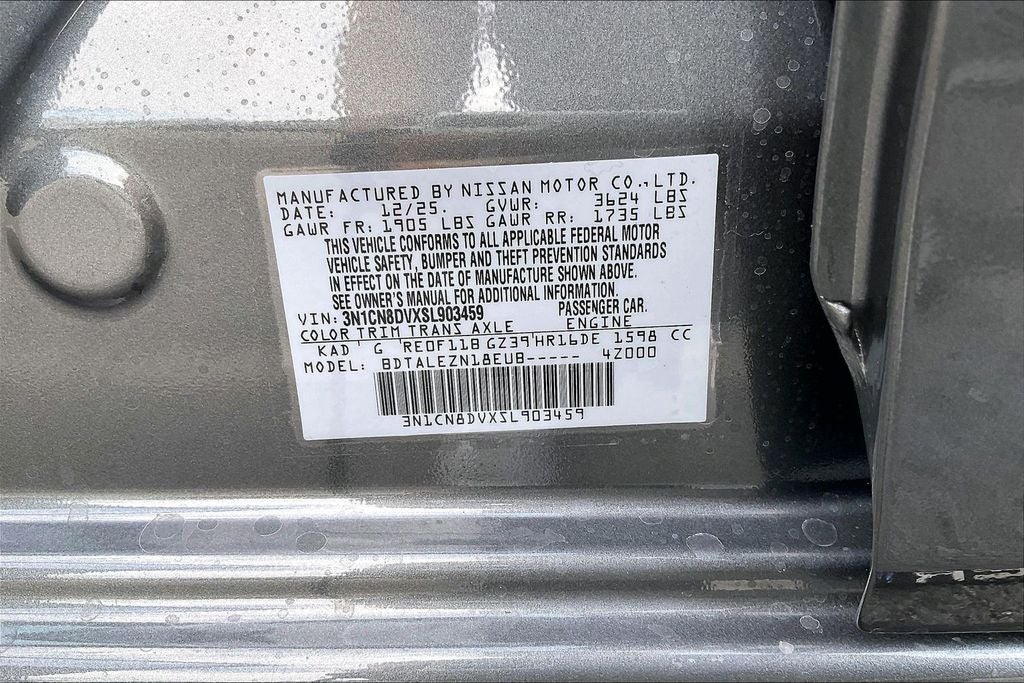 MANUFACTURED BY NISSAN MOTOR CO., LTD.
DATE: 12/25. GVWR: 3624 LBS
GAWR FR: 1905 LBS GAWR RR: 1735 LBS
THIS VEHICLE CONFORMS TO ALL APPLICABLE FEDERAL MOTOR
VEHICLE SAFETY, BUMPER AND THEFT PREVENTION STANDARDS
IN EFFECT ON THE DATE OF MANUFACTURE SHOWN ABOVE.
SEE OWNER'S MANUAL FOR ADDITIONAL INFORMATION.
VIN: 3N1CN8DVXSL903459 PASSENGER CAR.
COLOR TRIM TRANS AXLE ENGINE
KAD G RE0F11B GZ39 HR16DE 1598 CC
MODEL: BDTALEZN18EUB----- 4Z000
3N1CN8DVXSL903459